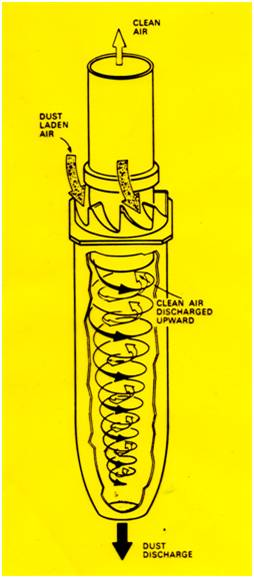 CLEAN
AIR
DUST
LADEN
AIR
CLEAN AIR
DISCHARGED
UPWARD
DUST
DISCHARGE